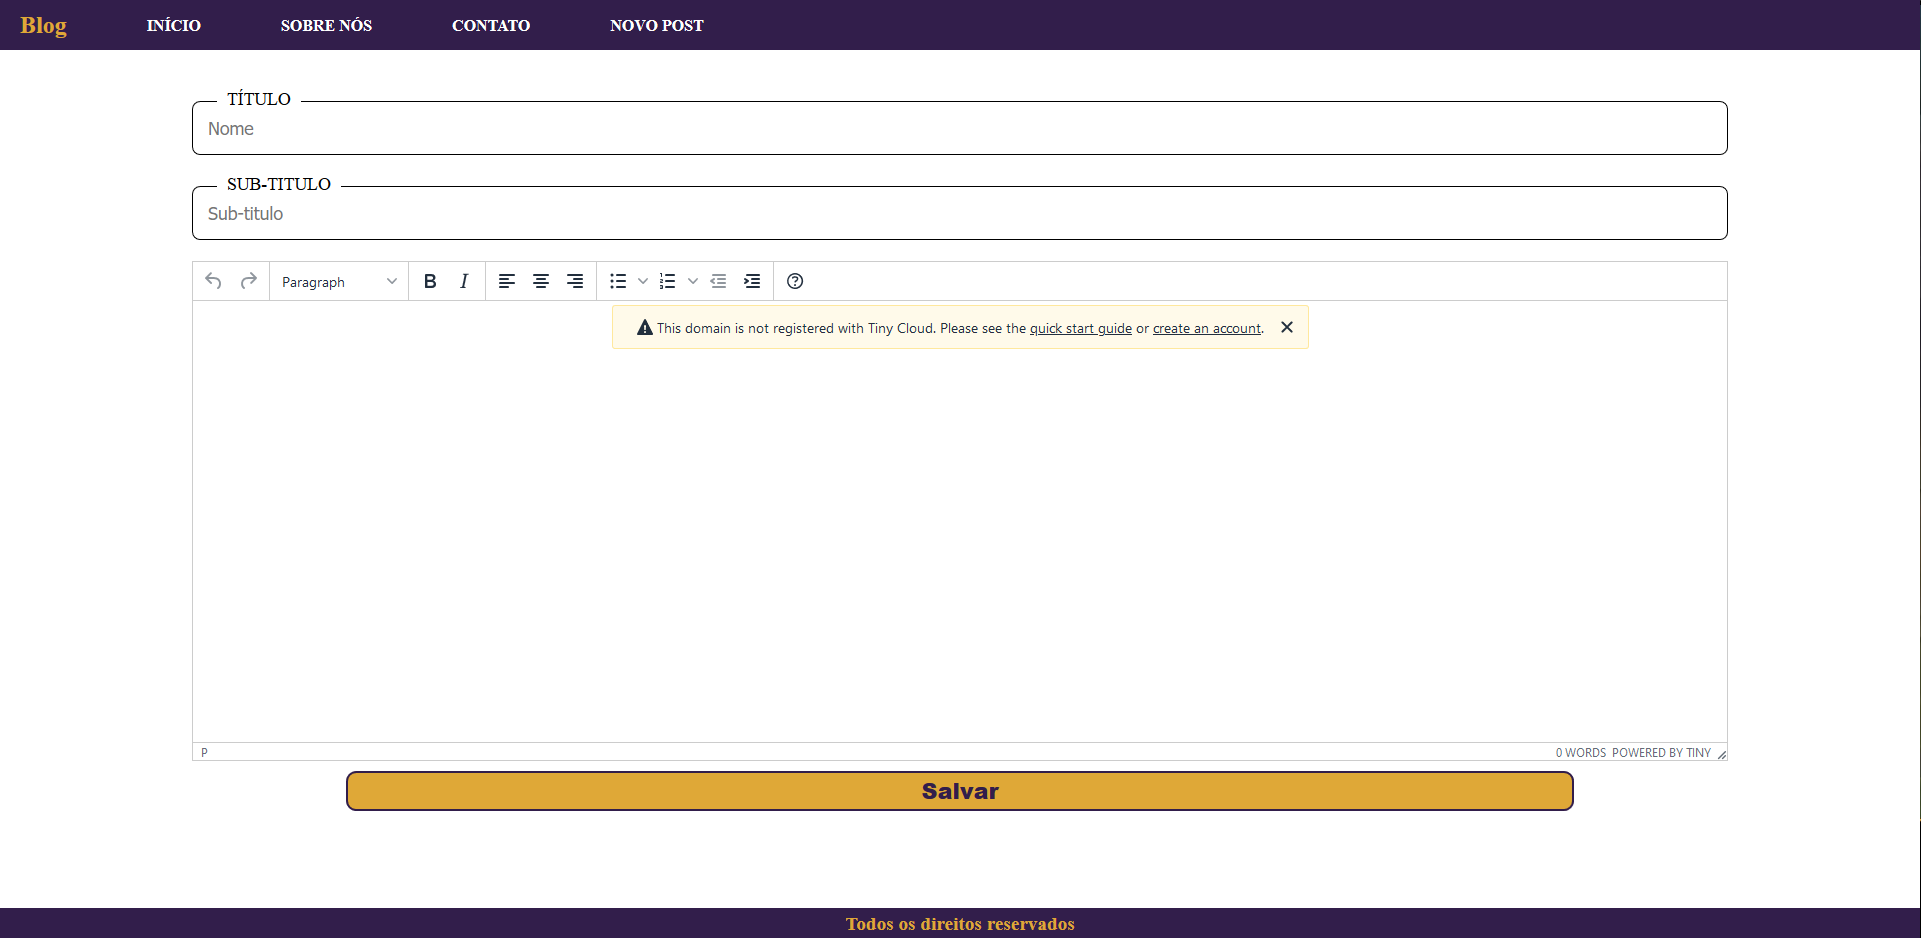 Blog INÍCIO SOBRE NÓS CONTATO NOVO POST
TÍTULO
Nome
SUB-TITULO
Sub-titulo
Paragraph B I
This domain is not registered with Tiny Cloud. Please see the quick start guide or create an account.
P 0 WORDS POWERED BY TINY
Salvar
Todos os direitos reservados